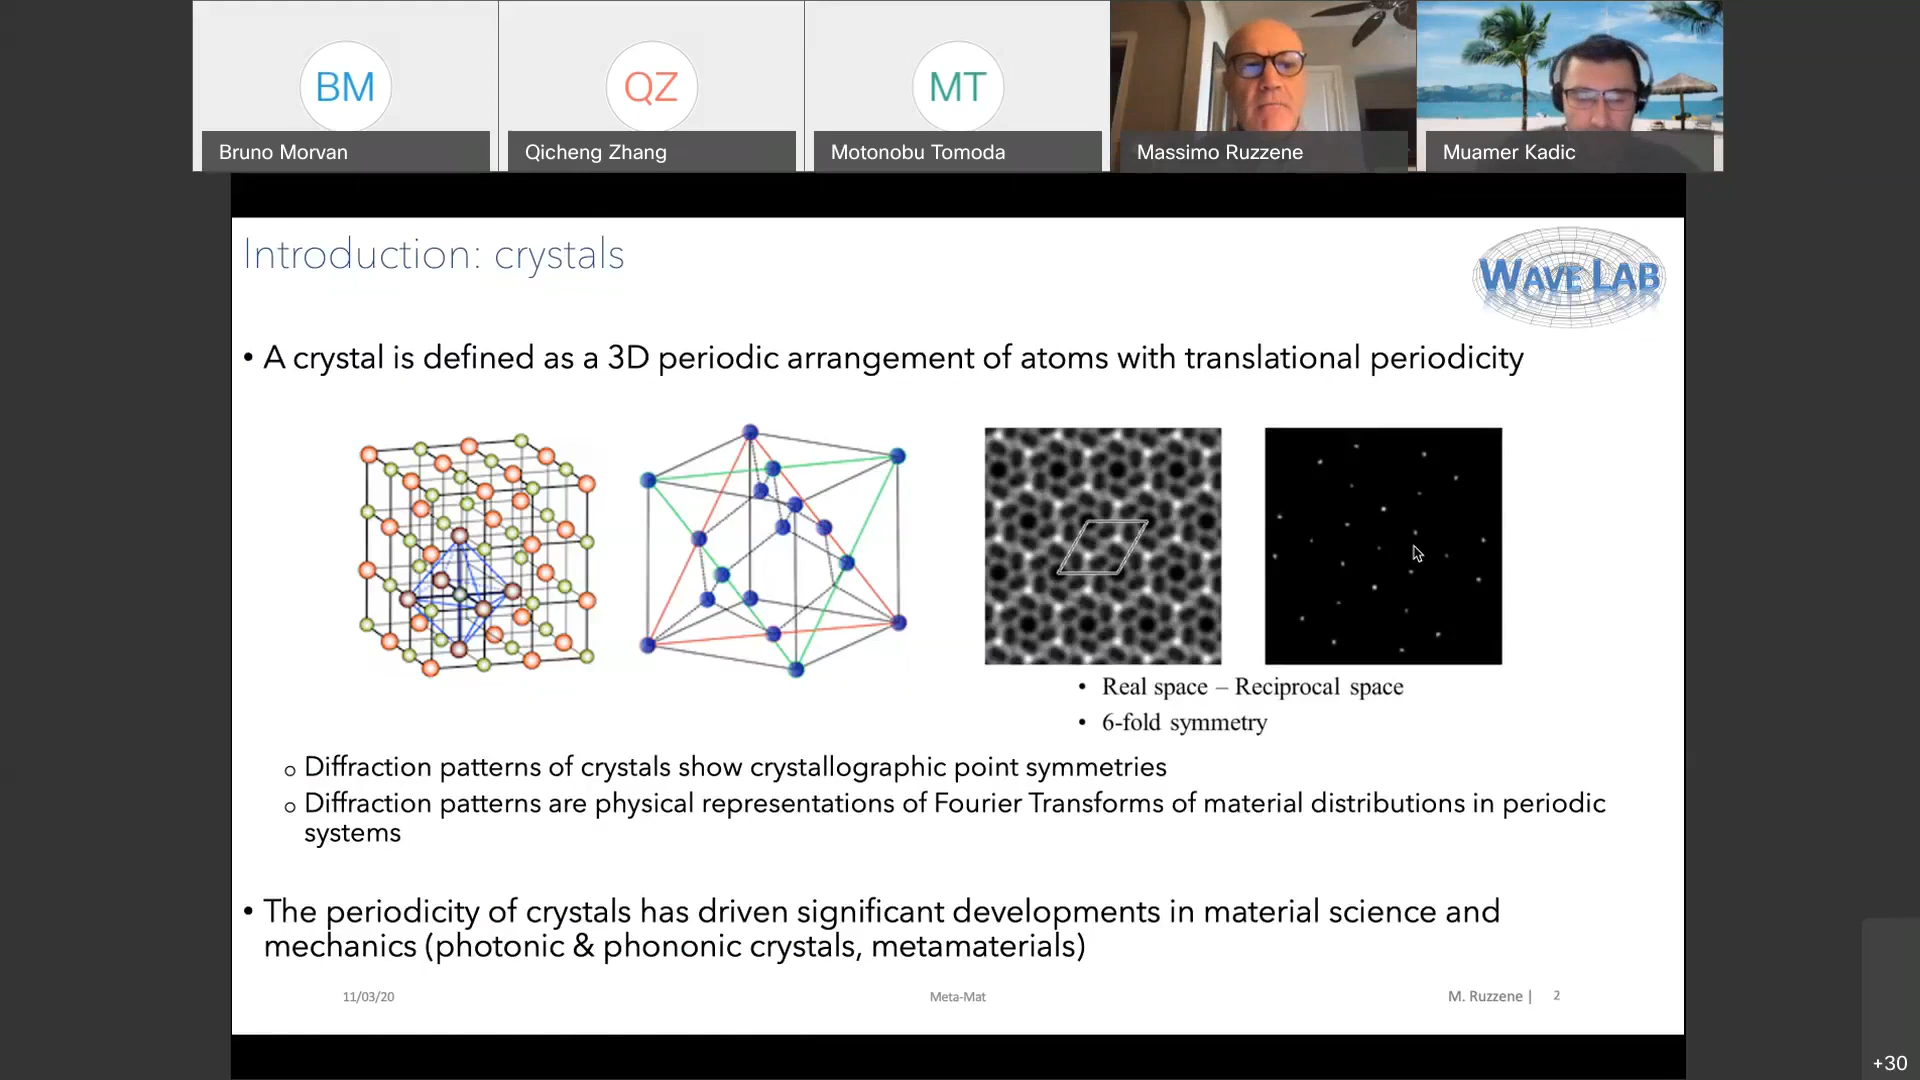 BM
QZ
MT
Bruno Morvan
Qicheng Zhang
Motonobu Tomoda
Massimo Ruzzene
Muamer Kadic
Introduction: crystals
WAVE LAB
• A crystal is defined as a 3D periodic arrangement of atoms with translational periodicity
• Real space – Reciprocal space
• 6-fold symmetry
o Diffraction patterns of crystals show crystallographic point symmetries
o Diffraction patterns are physical representations of Fourier Transforms of material distributions in periodic
systems
• The periodicity of crystals has driven significant developments in material science and
mechanics (photonic & phononic crystals, metamaterials)
11/03/20
Meta-Mat
M. Ruzzene | 2
+30